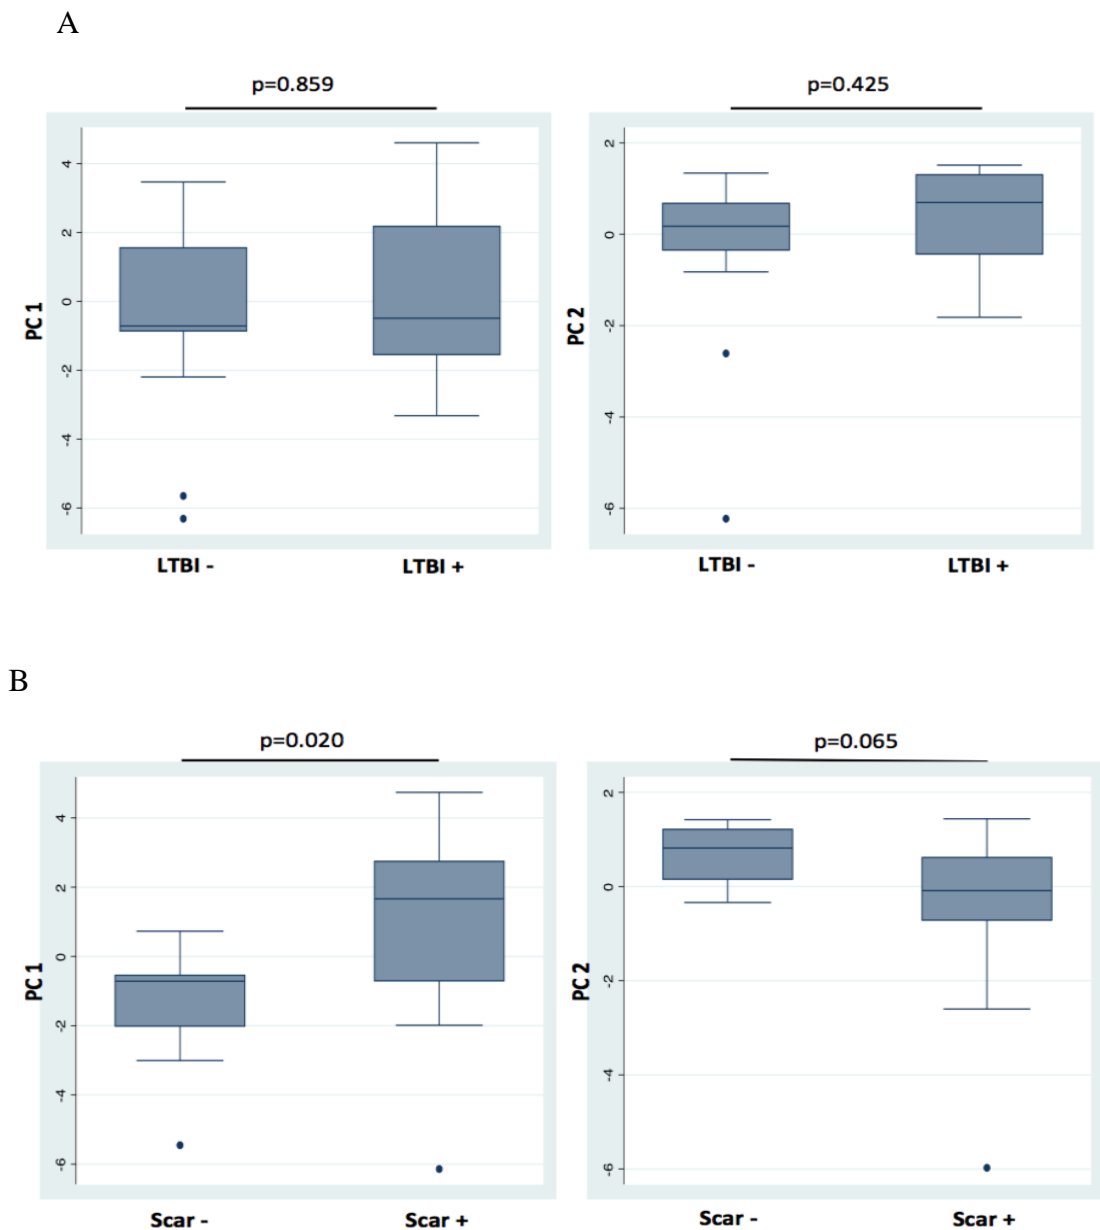 A
p=0.859
p=0.425
PC 1
4
2
0
-2
-4
-6
LTBI -
LTBI +
PC 2
2
0
-2
-4
-6
LTBI -
LTBI +
B
p=0.020
p=0.065
PC 1
4
2
0
-2
-4
-6
Scar -
Scar +
PC 2
2
0
-2
-4
-6
Scar -
Scar +